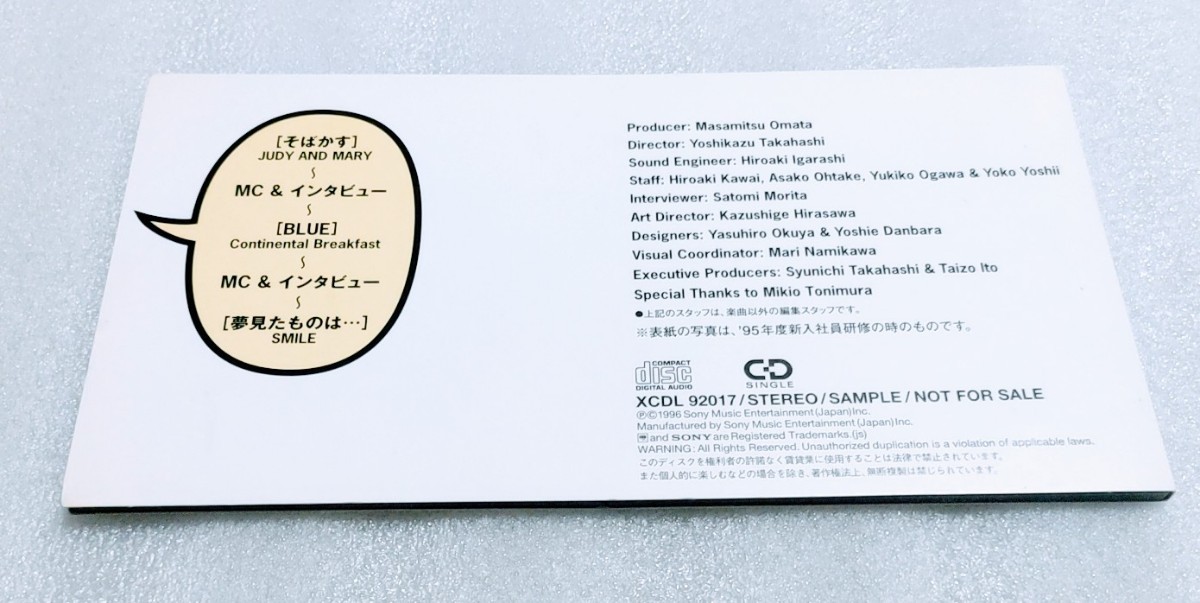 [そばかす]
JUDY AND MARY
〜
MC & インタビュー
〜
[BLUE]
Continental Breakfast
〜
MC & インタビュー
〜
[夢見たものは…]
SMILE
Producer: Masamitsu Omata
Director: Yoshikazu Takahashi
Sound Engineer: Hiroaki Igarashi
Staff: Hiroaki Kawai, Asako Ohtake, Yukiko Ogawa & Yoko Yoshii
Interviewer: Satomi Morita
Art Director: Kazushige Hirasawa
Designers: Yasuhiro Okuya & Yoshie Danbara
Visual Coordinator: Mari Namikawa
Executive Producers: Syunichi Takahashi & Taizo Ito
Special Thanks to Mikio Tonimura
●上記のスタッフは、楽曲以外の編集スタッフです。
※表紙の写真は、'95年度新入社員研修の時のものです。
COMPACT
disc
DIGITAL AUDIO
CD
SINGLE
XCDL 92017/STEREO/SAMPLE/NOT FOR SALE
Ⓟ©1996 Sony Music Entertainment (Japan) Inc.
Manufactured by Sony Music Entertainment (Japan) Inc.
and SONY are Registered Trademarks.(js)
WARNING: All Rights Reserved. Unauthorized duplication is a violation of applicable laws.
このディスクを権利者の許諾なく賃貸業に使用することは法律で禁止されています。
また個人的に楽しむなどの場合を除き、著作権法上、無断複製は禁じられています。